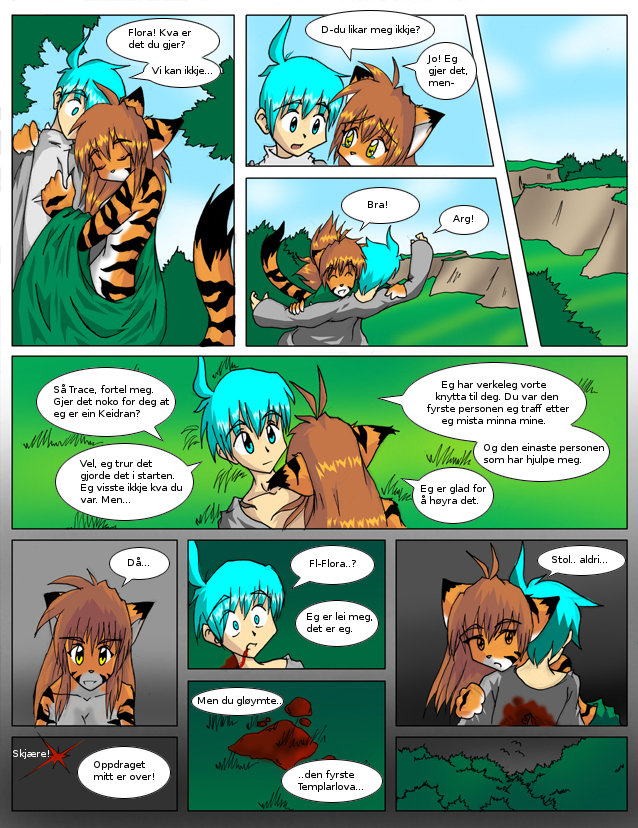 Flora! Kva er
det du gjer?
Vi kan ikkje...
D-du likar meg ikkje?
Jo! Eg
gjer det,
men-
Bra!
Arg!
Så Trace, fortel meg.
Gjer det noko for deg at
eg er ein Keidran?
Vel, eg trur det
gjorde det i starten.
Eg visste ikkje kva du
var. Men...
Eg har verkeleg vorte
knytta til deg. Du var den
fyrste personen eg traff etter
eg mista minna mine.
Og den einaste personen
som har hjulpe meg.
Eg er glad for
å høyra det.
Då...
Fl-Flora..?
Eg er lei meg,
det er eg.
Stol.. aldri...
Skjære!
Oppdraget
mitt er over!
Men du gløymte..
..den fyrste
Templarlova...